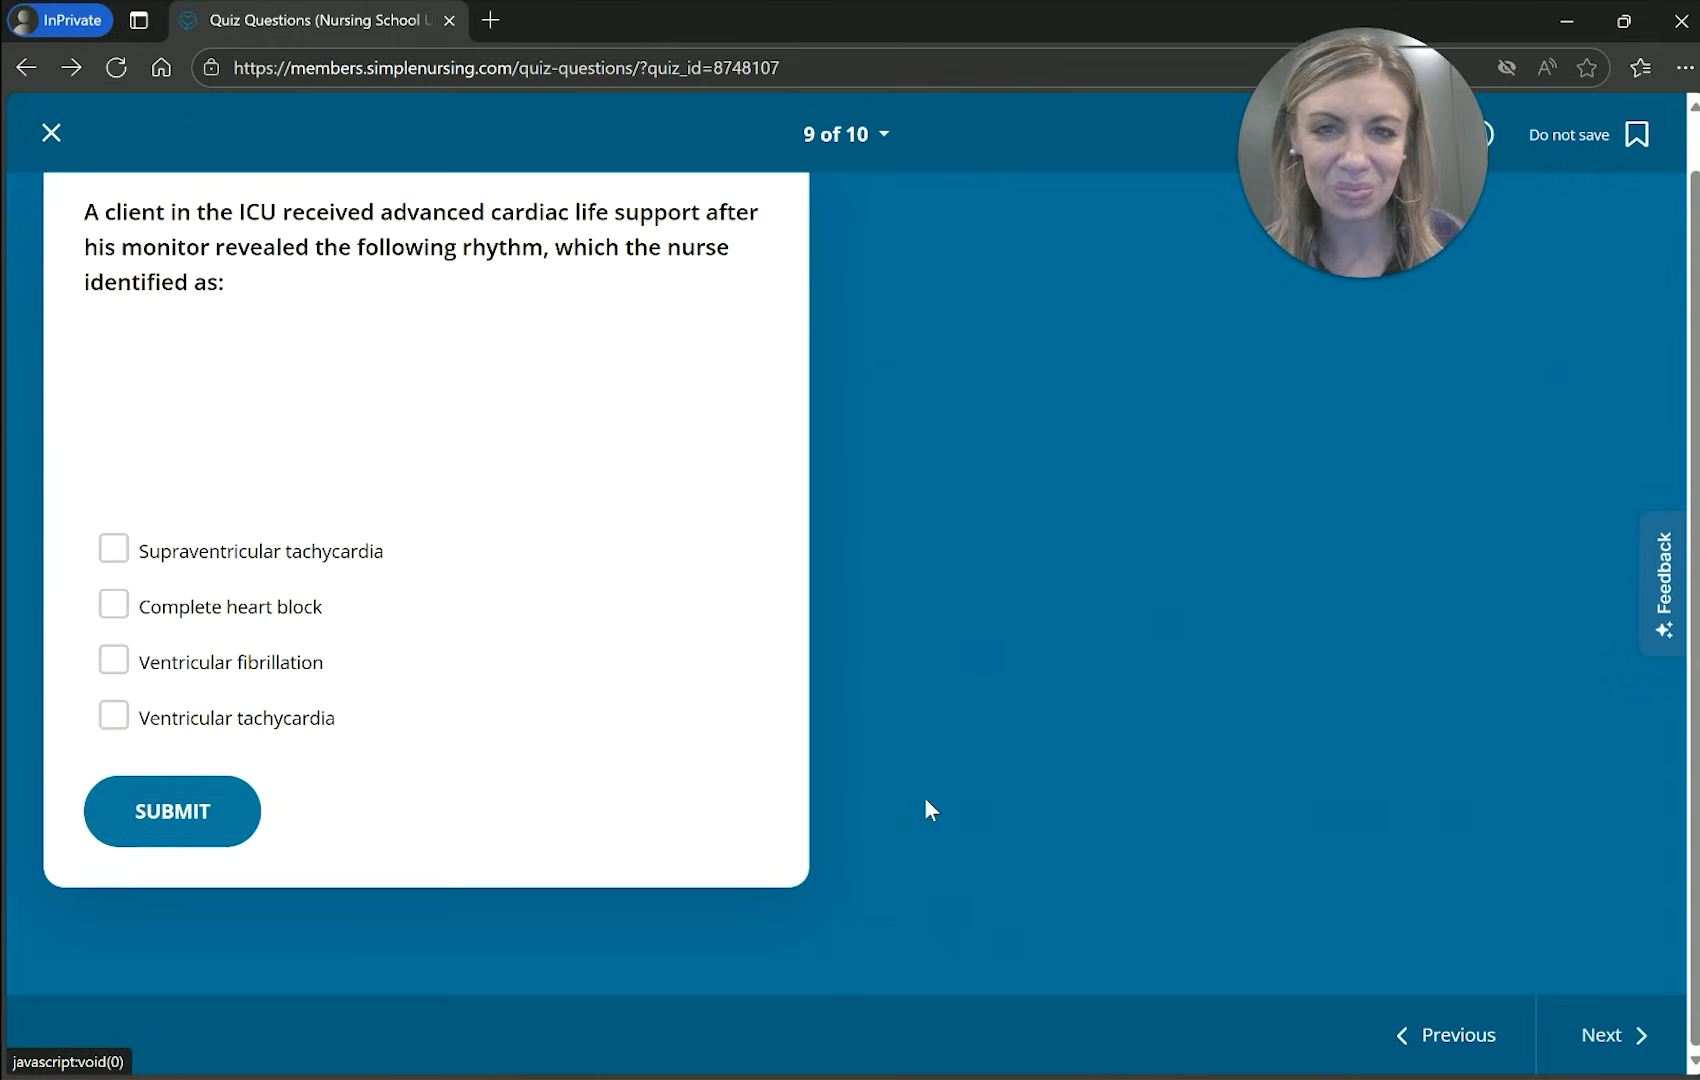 InPrivate
Quiz Questions (Nursing School
https://members.simplenursing.com/quiz-questions/?quiz_id=8748107
9 of 10
Do not save
A client in the ICU received advanced cardiac life support after
his monitor revealed the following rhythm, which the nurse
identified as:
Supraventricular tachycardia
Complete heart block
Ventricular fibrillation
Ventricular tachycardia
SUBMIT
Feedback
Previous
Next
javascript:void(0)